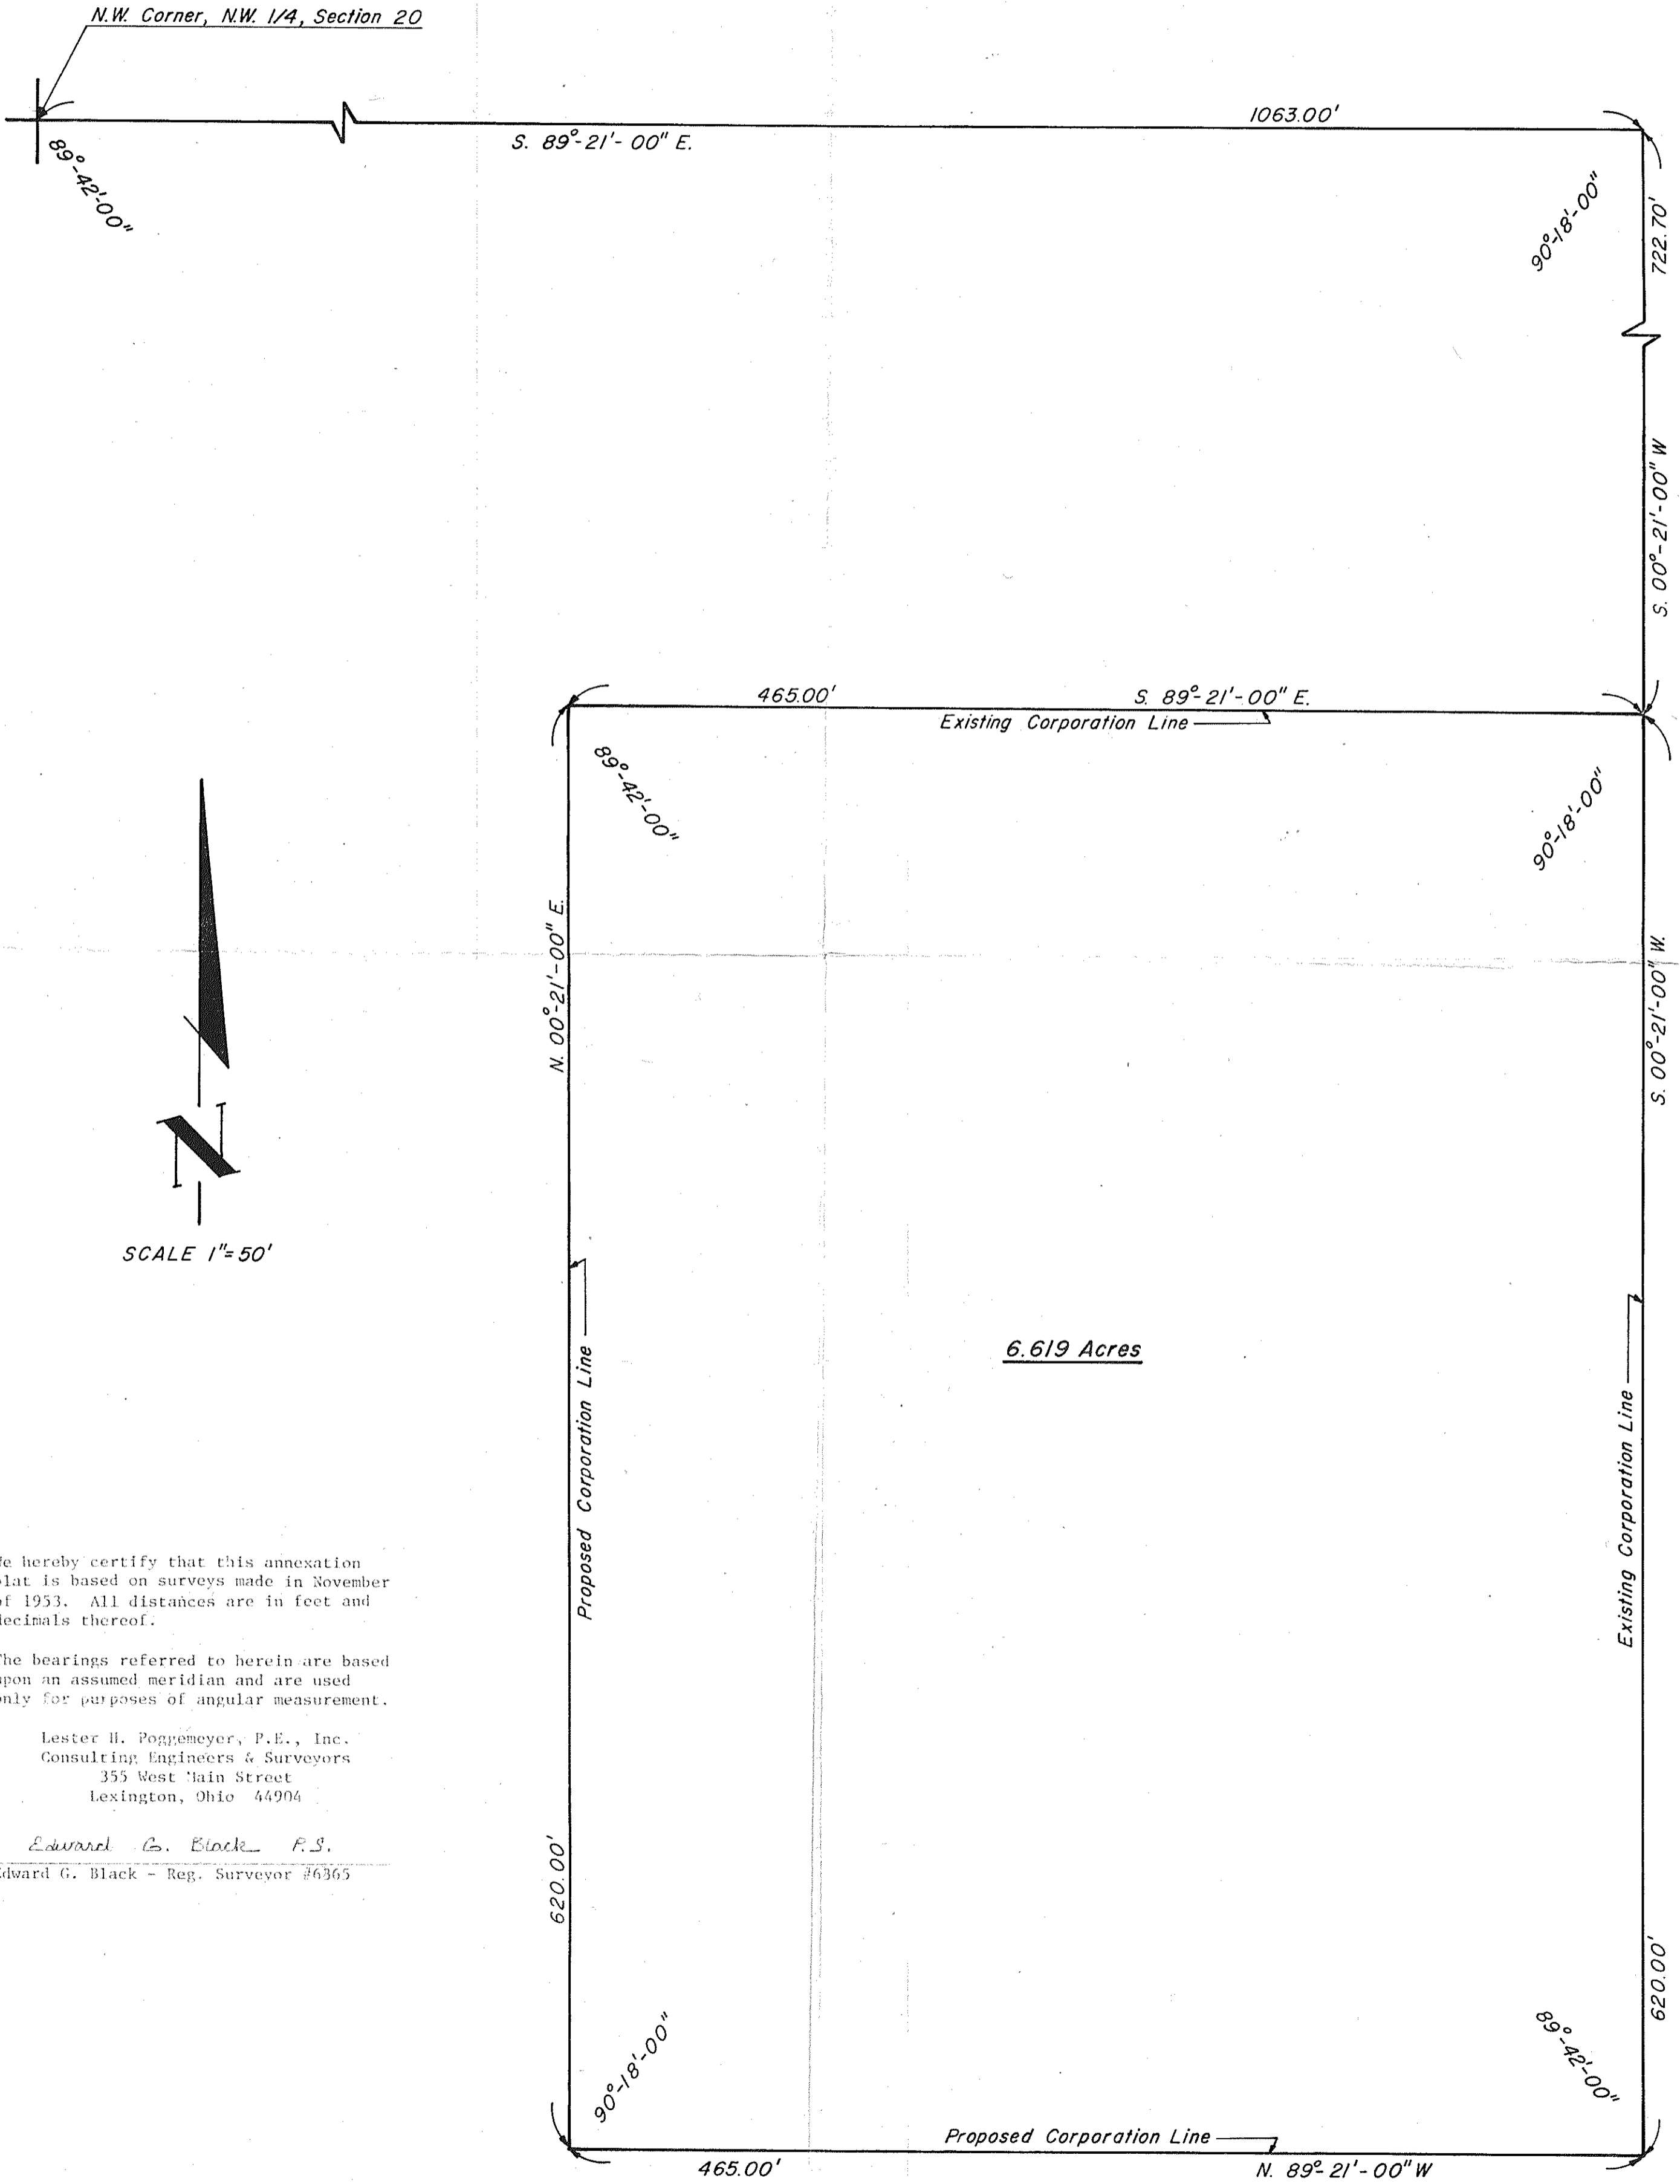 N.W. Corner, N.W. 1/4, Section 20
1063.00'
S. 89°-21'-00" E.
89°-42'-00"
90°-18'-00"
722.70'
S. 00°-21'-00" W
465.00'
S. 89°-21'-00" E.
Existing Corporation Line
89°-42'-00"
90°-18'-00"
N. 00°-21'-00" E.
S. 00°-21'-00" W.
N
SCALE 1"=50'
6.619 Acres
Proposed Corporation Line
Existing Corporation Line
e hereby certify that this annexation
lat is based on surveys made in November
f 1953. All distances are in feet and
ecimals thereof.
he bearings referred to herein are based
pon an assumed meridian and are used
nly for purposes of angular measurement.
Lester H. Poggemeyer, P.E., Inc.
Consulting Engineers & Surveyors
355 West Main Street
Lexington, Ohio 44904
Edward G. Black P.S.
dward G. Black - Reg. Surveyor #6365
620.00'
620.00'
90°-18'-00"
89°-42'-00"
Proposed Corporation Line
465.00'
N. 89°-21'-00" W